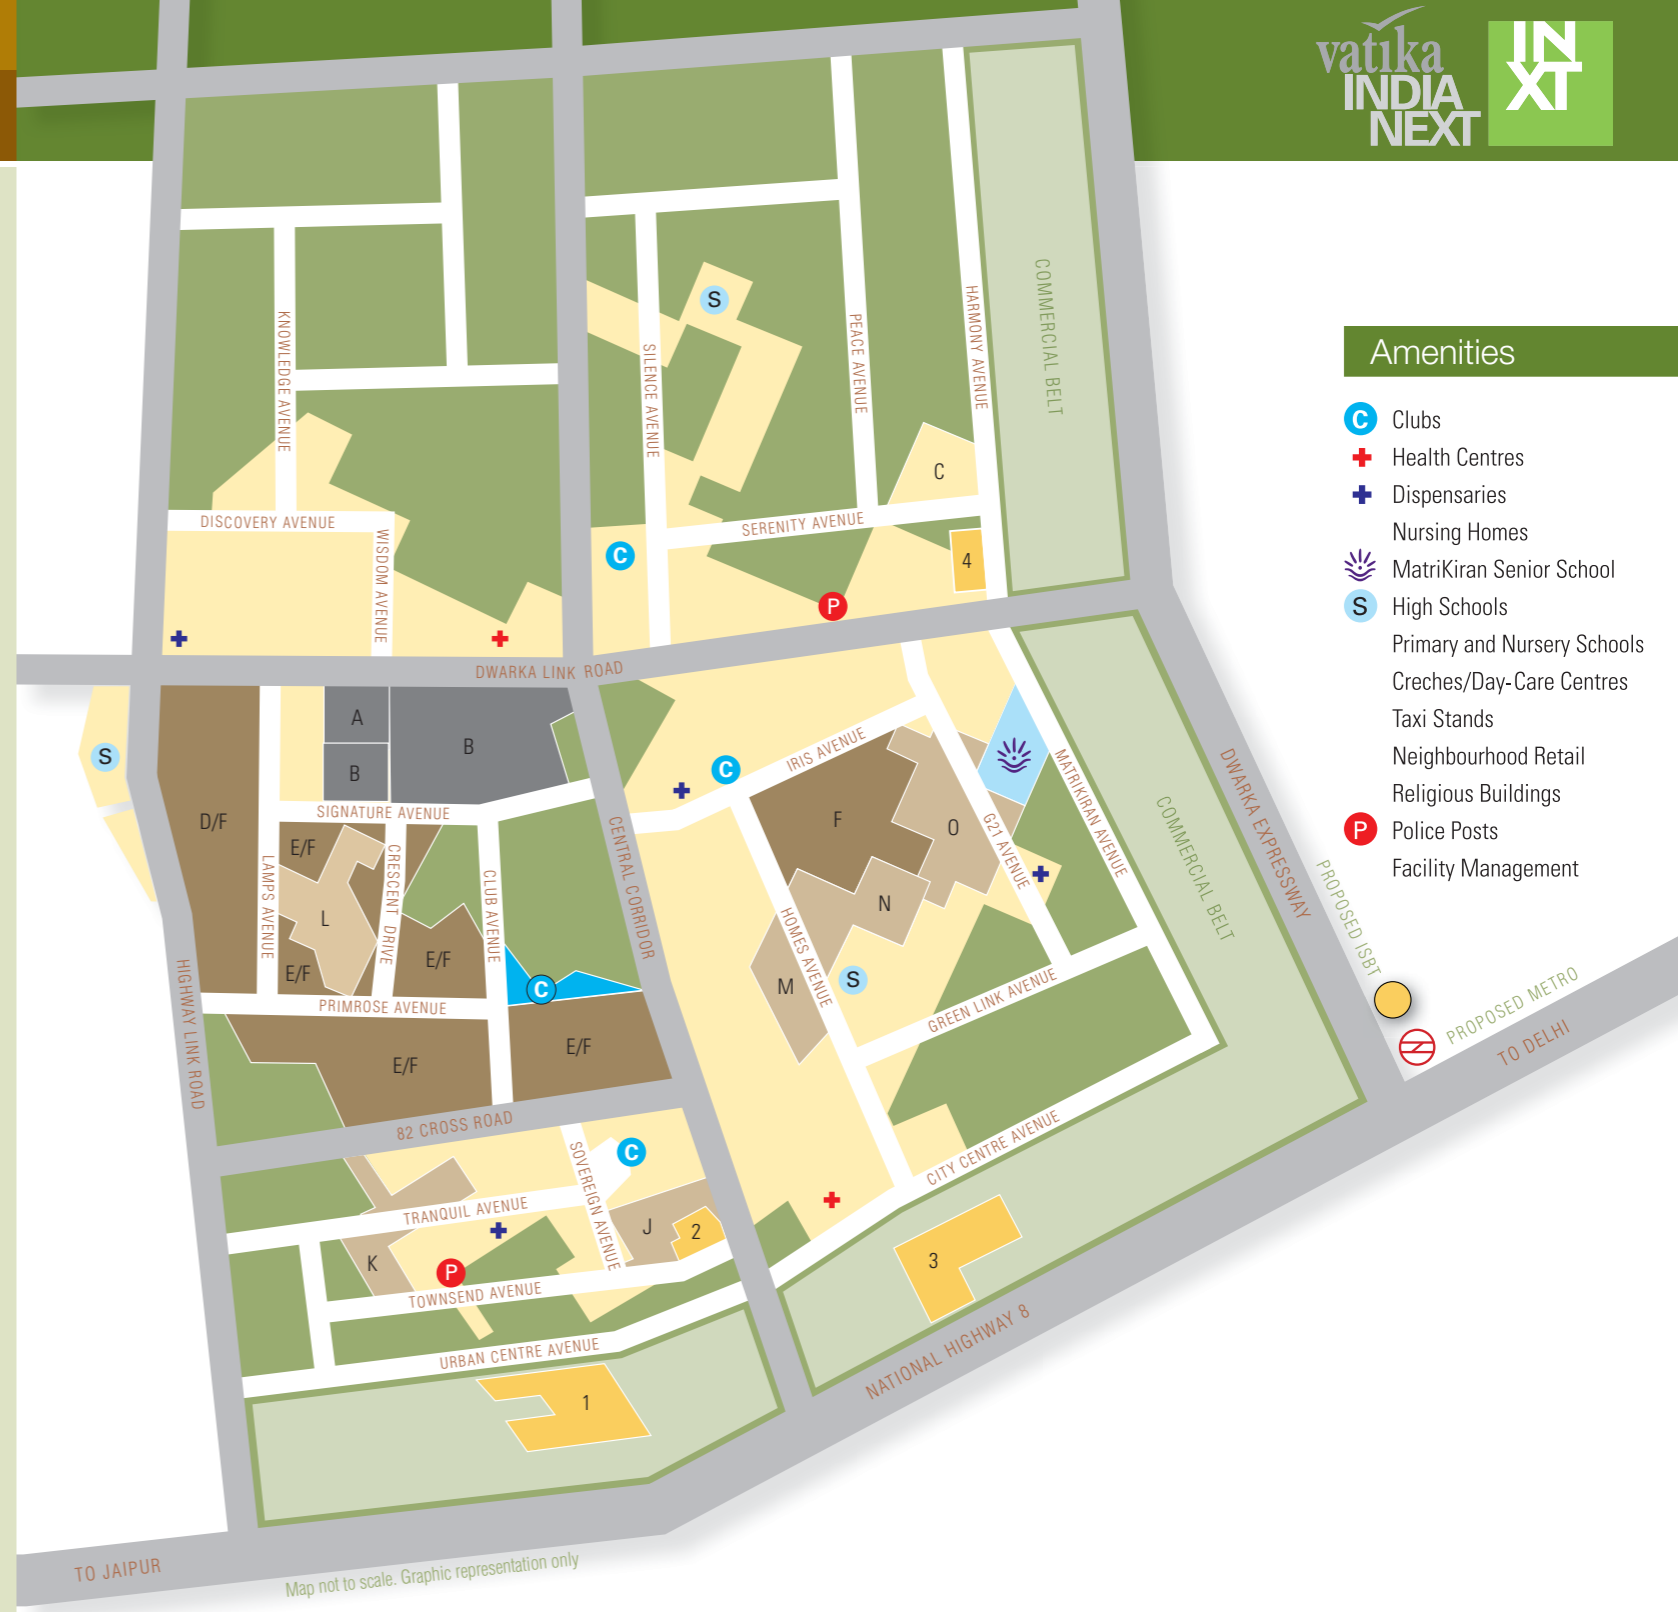 vatika
INDIA
NEXT
IN
XT
COMMERCIAL BELT
HARMONY AVENUE
PEACE AVENUE
KNOWLEDGE AVENUE
SILENCE AVENUE
S
C
DISCOVERY AVENUE
SERENITY AVENUE
WISDOM AVENUE
C
4
P
DWARKA LINK ROAD
Amenities
C Clubs
Health Centres
Dispensaries
Nursing Homes
MatriKiran Senior School
S High Schools
Primary and Nursery Schools
Creches/Day-Care Centres
Taxi Stands
Neighbourhood Retail
Religious Buildings
P Police Posts
Facility Management
A
B
B
S
C
IRIS AVENUE
MATRIKIRAN AVENUE
DWARKA EXPRESSWAY
COMMERCIAL BELT
SIGNATURE AVENUE
D/F
E/F
F
O
G21 AVENUE
CENTRAL CORRIDOR
LAMPS AVENUE
CRESCENT DRIVE
CLUB AVENUE
L
N
HOMES AVENUE
E/F
E/F
C
M
S
PROPOSED ISBT
PROPOSED METRO
TO DELHI
HIGHWAY LINK ROAD
PRIMROSE AVENUE
GREEN LINK AVENUE
E/F
E/F
82 CROSS ROAD
CITY CENTRE AVENUE
C
SOVEREIGN AVENUE
TRANQUIL AVENUE
J
2
K
P
3
TOWNSEND AVENUE
URBAN CENTRE AVENUE
NATIONAL HIGHWAY 8
1
TO JAIPUR
Map not to scale. Graphic representation only